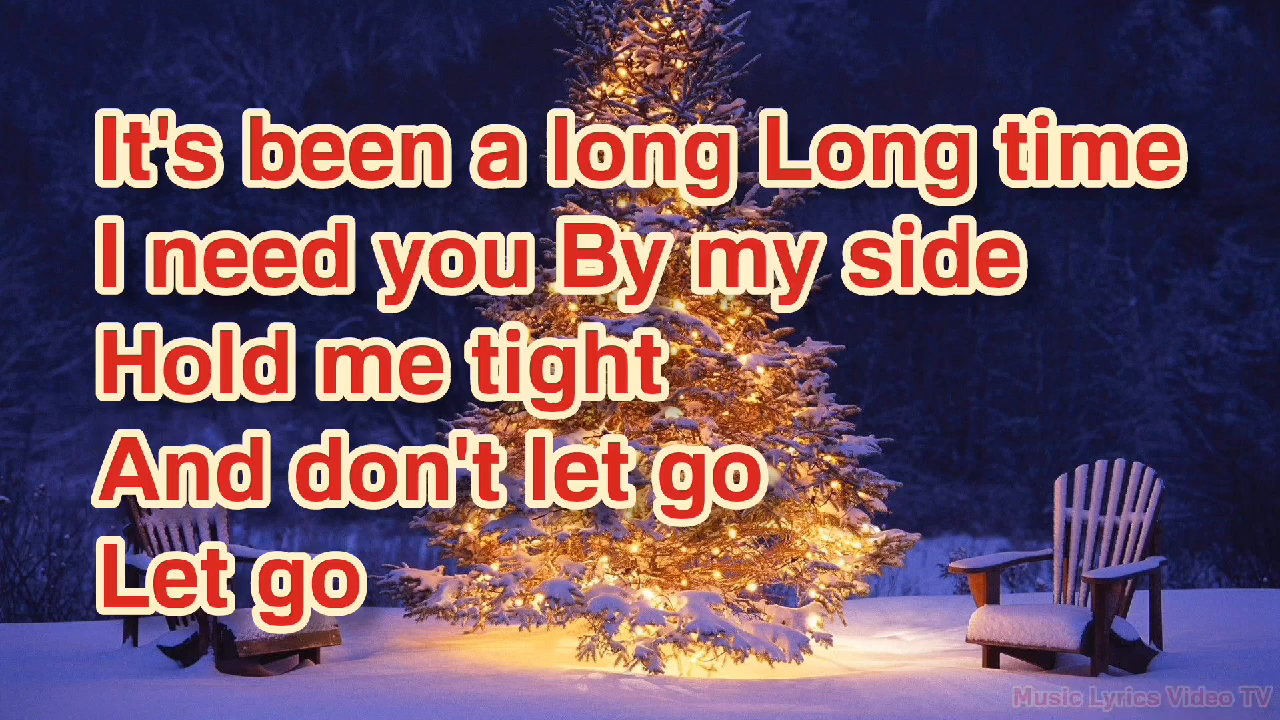 It's been a long Long time
I need you By my side
Hold me tight
And don't let go
Let go
Music Lyrics Video TV